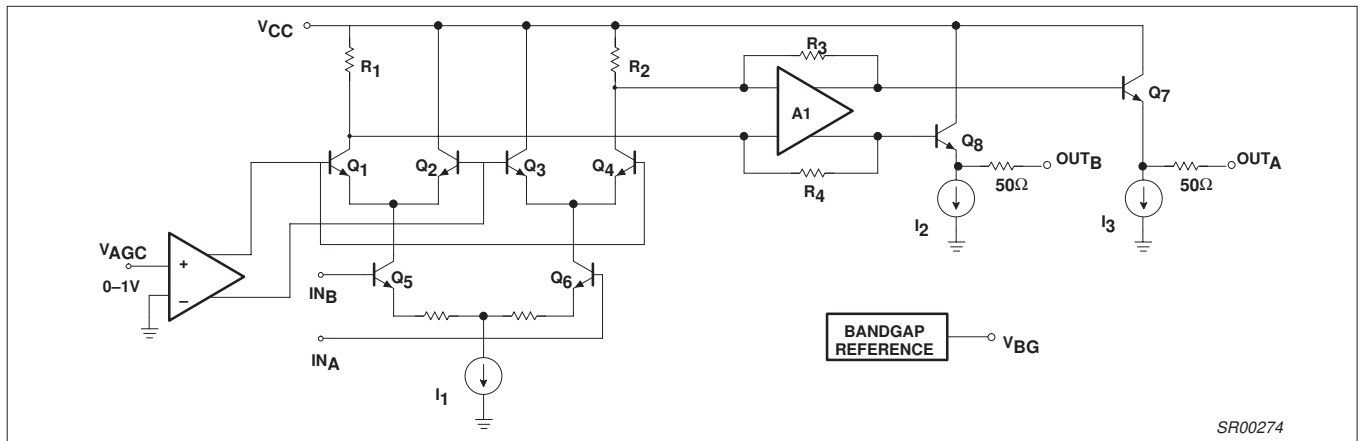 VCC
R1
R2
R3
A1
Q7
Q8
Q1
Q2
Q3
Q4
R4
OUTB
OUTA
50Ω
50Ω
I2
I3
VAGC
0–1V
+
–
INB
Q5
Q6
INA
I1
BANDGAP
REFERENCE
VBG
SR00274